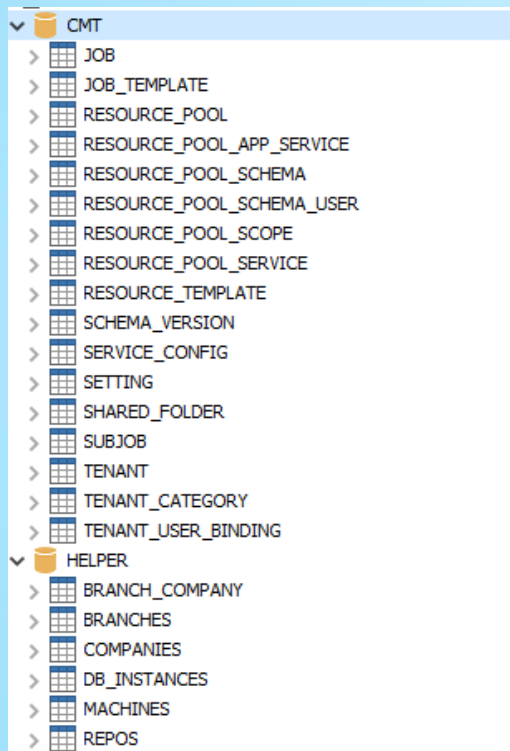 CMT
JOB
JOB_TEMPLATE
RESOURCE_POOL
RESOURCE_POOL_APP_SERVICE
RESOURCE_POOL_SCHEMA
RESOURCE_POOL_SCHEMA_USER
RESOURCE_POOL_SCOPE
RESOURCE_POOL_SERVICE
RESOURCE_TEMPLATE
SCHEMA_VERSION
SERVICE_CONFIG
SETTING
SHARED_FOLDER
SUBJOB
TENANT
TENANT_CATEGORY
TENANT_USER_BINDING
HELPER
BRANCH_COMPANY
BRANCHES
COMPANIES
DB_INSTANCES
MACHINES
REPOS